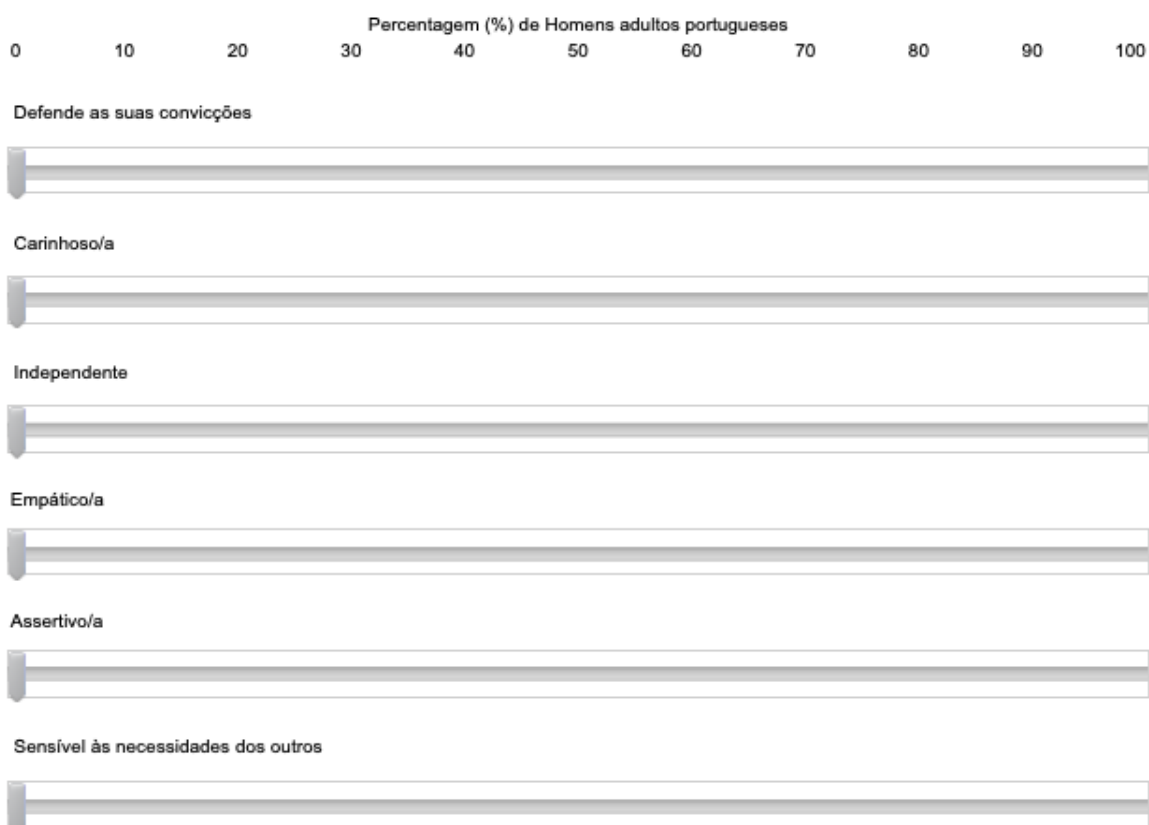 Percentagem (%) de Homens adultos portugueses
0 10 20 30 40 50 60 70 80 90 100
Defende as suas convicções
Carinhoso/a
Independente
Empático/a
Assertivo/a
Sensível às necessidades dos outros